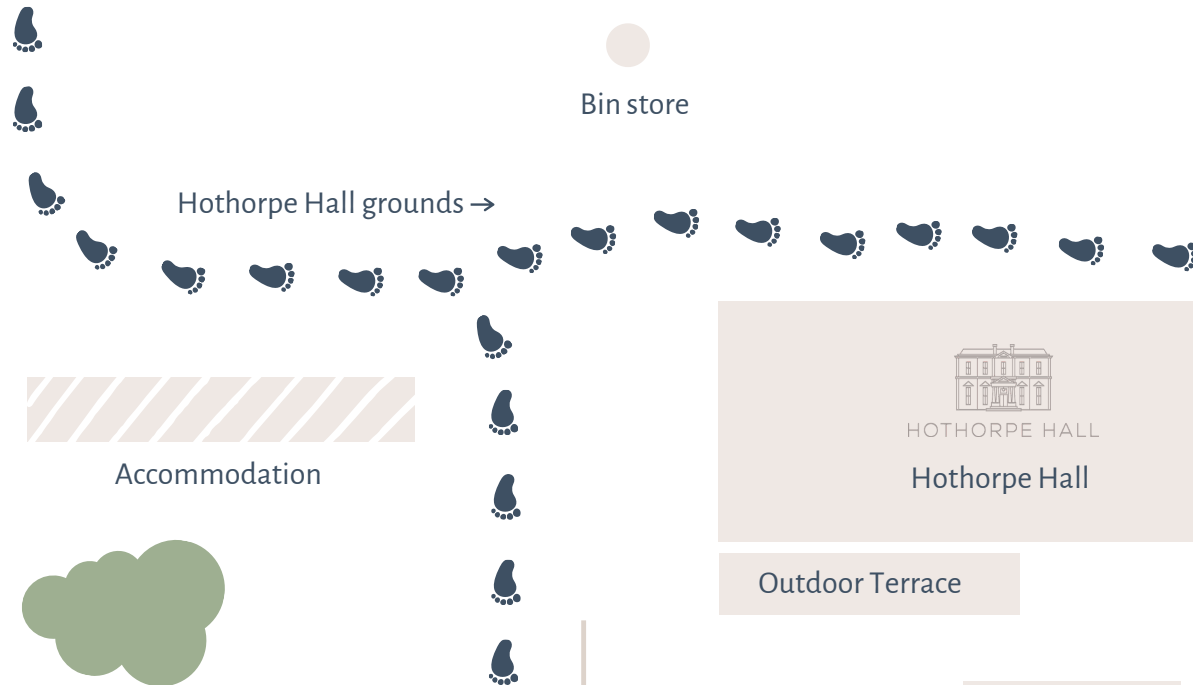 Bin store
Hothorpe Hall grounds →
HOTHORPE HALL
Hothorpe Hall
Accommodation
Outdoor Terrace